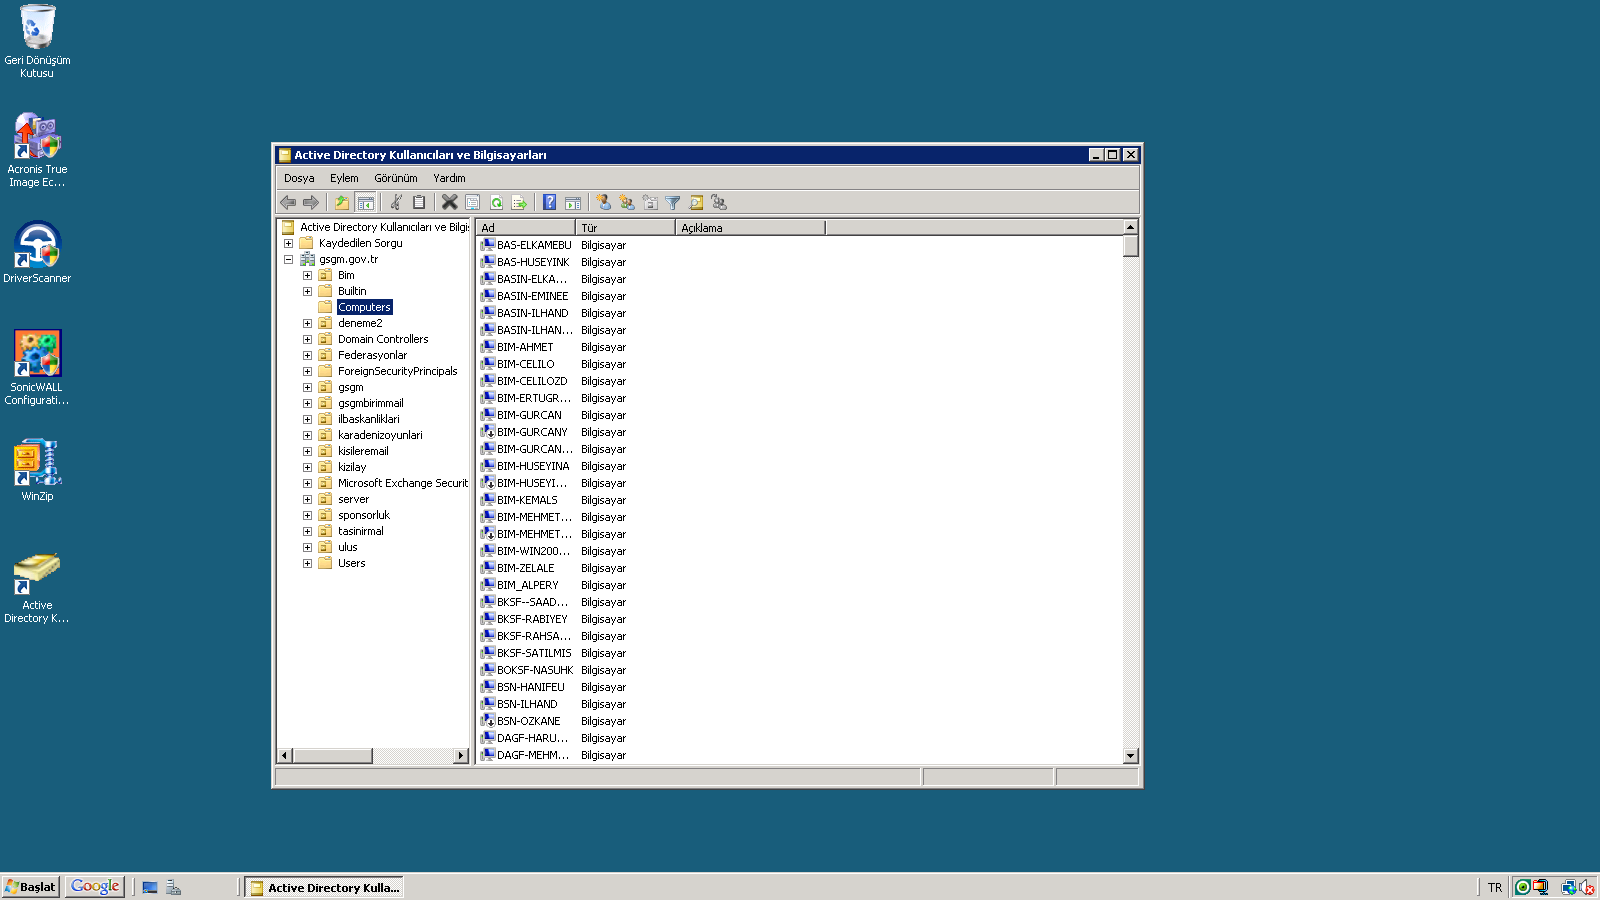 Geri Dönüşüm
Kutusu
Acronis True
Image Ec...
DriverScanner
SonicWALL
Configurati...
WinZip
Active
Directory K...
Active Directory Kullanıcıları ve Bilgisayarları
Dosya Eylem Görünüm Yardım
Active Directory Kullanıcıları ve Bilgis
Kaydedilen Sorgu
gsgm.gov.tr
Bim
Builtin
Computers
deneme2
Domain Controllers
Federasyonlar
ForeignSecurityPrincipals
gsgm
gsgmbirimmail
ilbaskanliklari
karadenizoyunlari
kisileremail
kizilay
Microsoft Exchange Securit
server
sponsorluk
tasinirmal
ulus
Users
Ad Tür Açıklama
BAS-ELKAMEBU Bilgisayar
BAS-HUSEYINK Bilgisayar
BASIN-ELKA... Bilgisayar
BASIN-EMINEE Bilgisayar
BASIN-ILHAND Bilgisayar
BASIN-ILHAN... Bilgisayar
BIM-AHMET Bilgisayar
BIM-CELILO Bilgisayar
BIM-CELILOZD Bilgisayar
BIM-ERTUGR... Bilgisayar
BIM-GURCAN Bilgisayar
BIM-GURCANY Bilgisayar
BIM-GURCAN... Bilgisayar
BIM-HUSEYINA Bilgisayar
BIM-HUSEYI... Bilgisayar
BIM-KEMALS Bilgisayar
BIM-MEHMET... Bilgisayar
BIM-MEHMET... Bilgisayar
BIM-WIN200... Bilgisayar
BIM-ZELALE Bilgisayar
BIM_ALPERY Bilgisayar
BKSF--SAAD... Bilgisayar
BKSF-RABIYEY Bilgisayar
BKSF-RAHSA... Bilgisayar
BKSF-SATILMIS Bilgisayar
BOKSF-NASUHK Bilgisayar
BSN-HANIFEU Bilgisayar
BSN-ILHAND Bilgisayar
BSN-OZKANE Bilgisayar
DAGF-HARU... Bilgisayar
DAGF-MEHM... Bilgisayar
Başlat Google Active Directory Kulla... TR